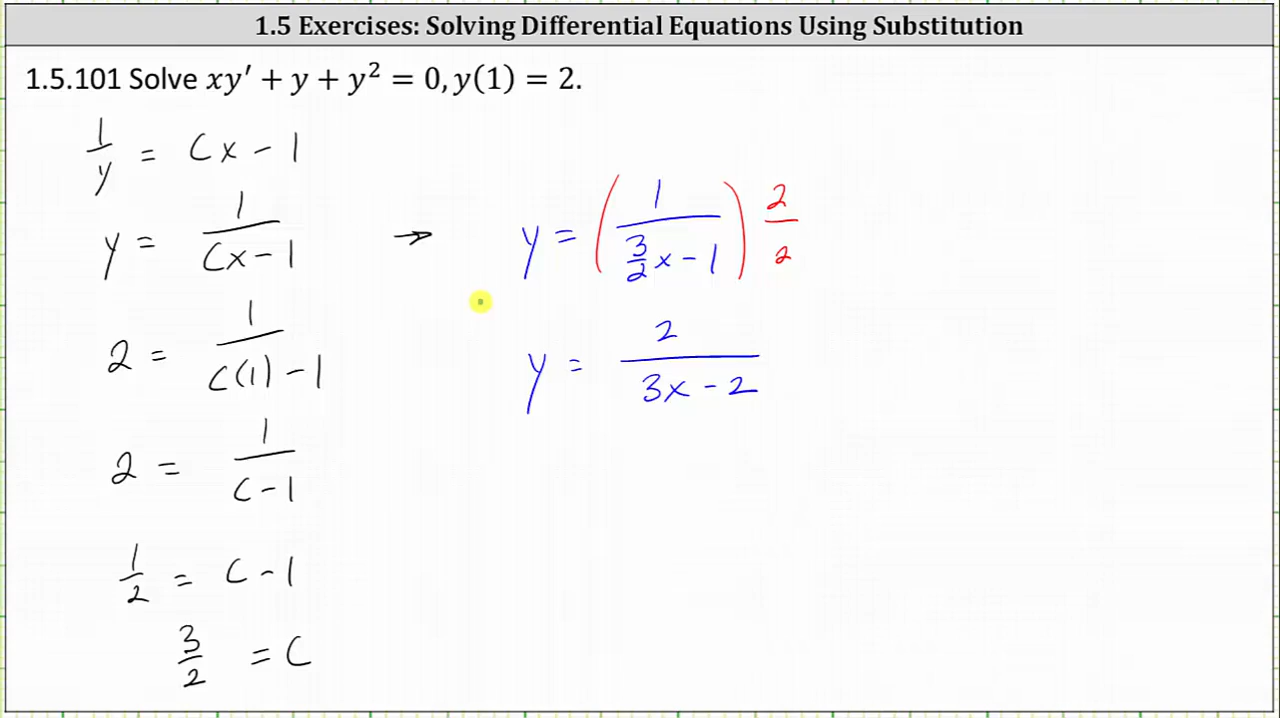 1.5 Exercises: Solving Differential Equations Using Substitution
1.5.101 Solve xy′ + y + y² = 0, y(1) = 2.
1/y = Cx − 1
y = 1/(Cx − 1) →
2 = 1/(C(1) − 1)
2 = 1/(C − 1)
1/2 = C − 1
3/2 = C
y = (1/(3/2 x − 1)) 2/2
y = 2/(3x − 2)